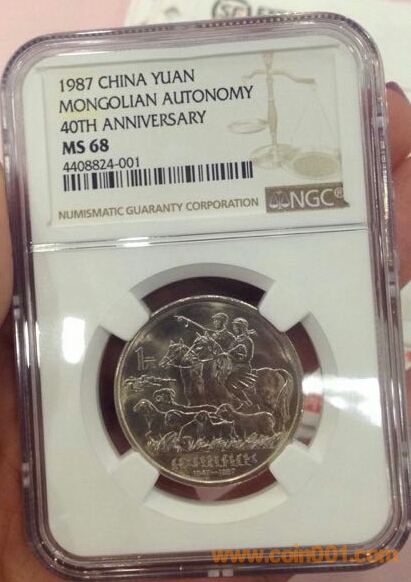 1987 CHINA YUAN
MONGOLIAN AUTONOMY
40TH ANNIVERSARY
MS 68
4408824-001
NUMISMATIC GUARANTY CORPORATION
NGC®
1元
1947-1987
www.coin001.com